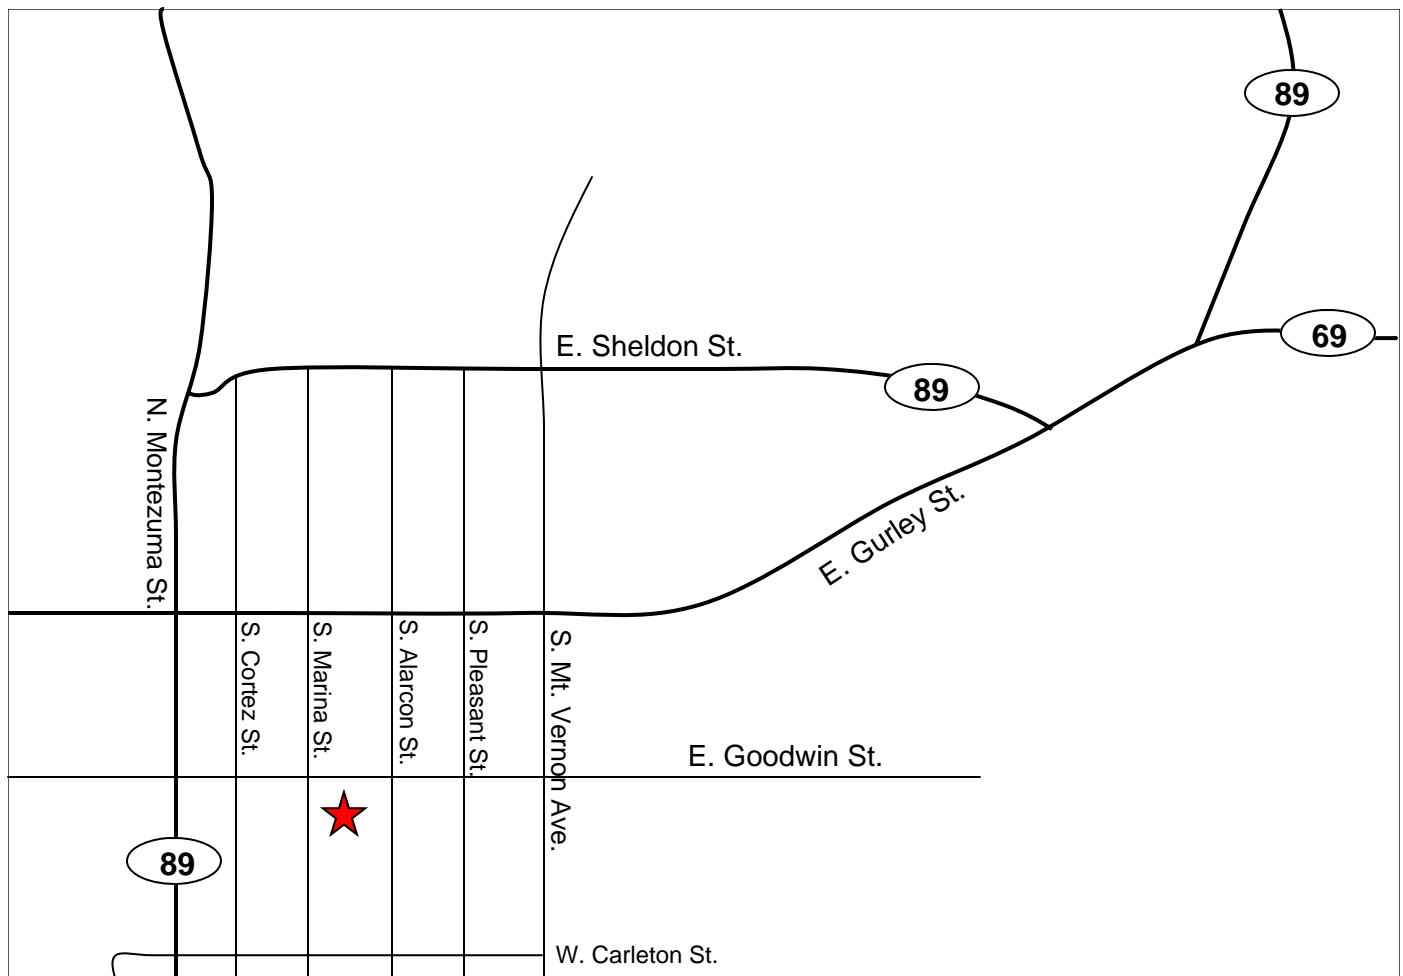 89
69
E. Sheldon St.
89
N. Montezuma St.
E. Gurley St.
S. Cortez St.
S. Marina St.
S. Alarcon St.
S. Pleasant St.
S. Mt. Vernon Ave.
E. Goodwin St.
89
W. Carleton St.